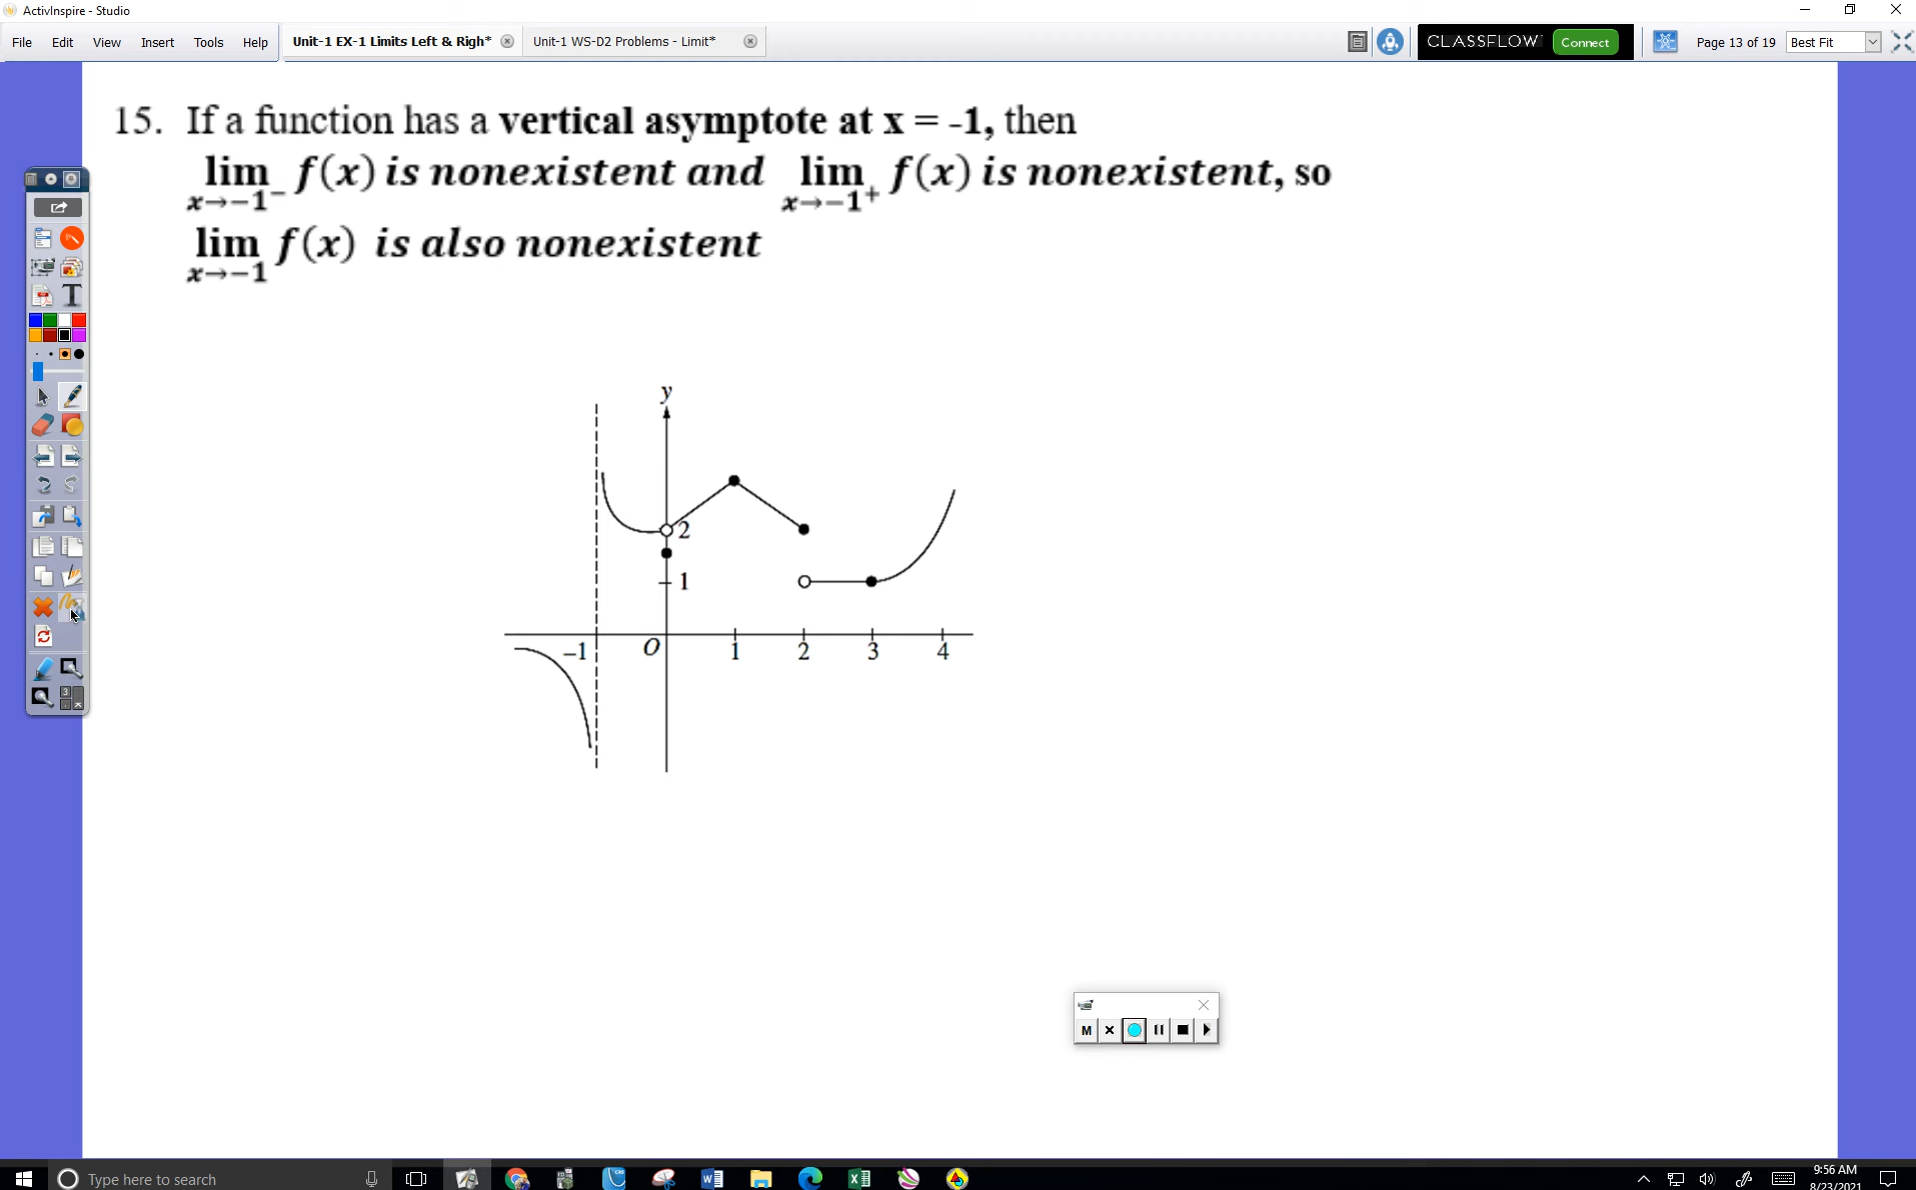 ActivInspire - Studio
File Edit View Insert Tools Help
Unit-1 EX-1 Limits Left & Righ*
Unit-1 WS-D2 Problems - Limit*
CLASSFLOW
Connect
Page 13 of 19
Best Fit
15. If a function has a vertical asymptote at x = -1, then
lim x→−1⁻ f(x) is nonexistent and lim x→−1⁺ f(x) is nonexistent, so
lim x→−1 f(x) is also nonexistent
T
y
2
1
−1 O 1 2 3 4
3
M
Type here to search
9:56 AM
8/23/2021